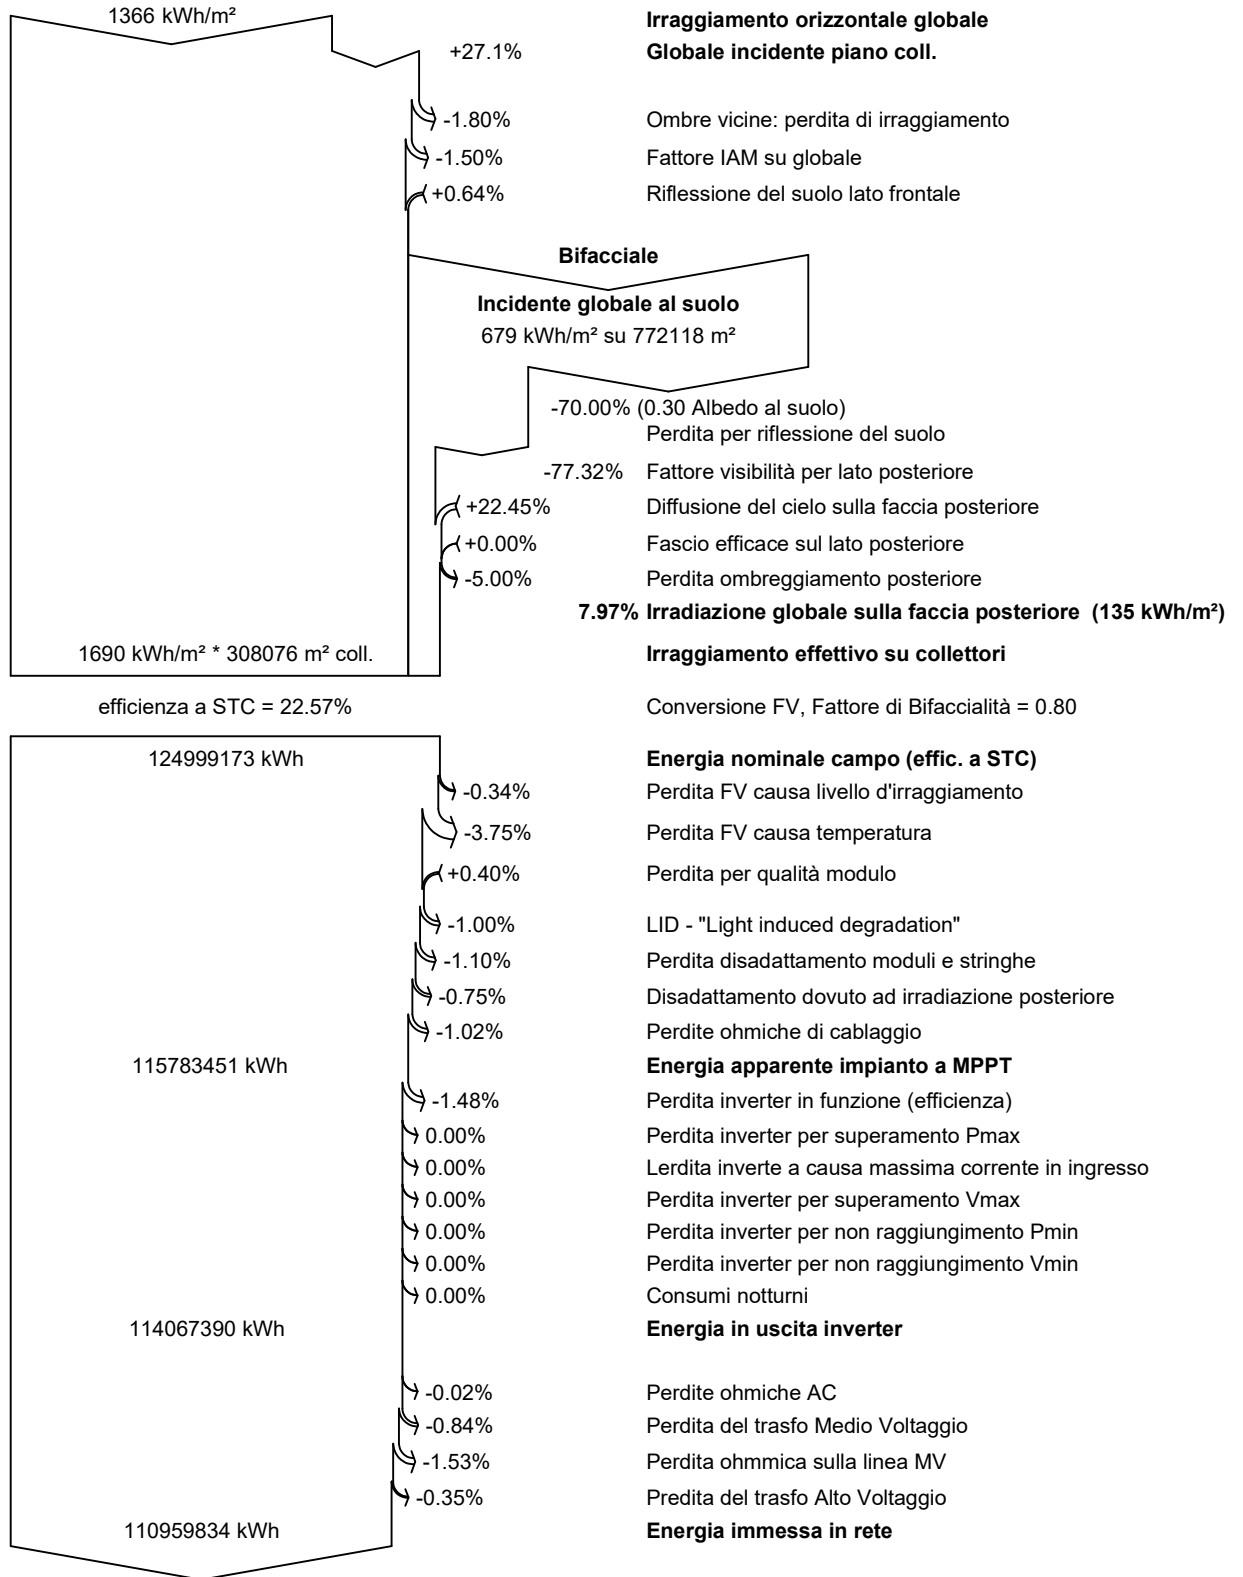 1366 kWh/m² Irraggiamento orizzontale globale
+27.1% Globale incidente piano coll.
-1.80% Ombre vicine: perdita di irraggiamento
-1.50% Fattore IAM su globale
+0.64% Riflessione del suolo lato frontale
Bifacciale
Incidente globale al suolo
679 kWh/m² su 772118 m²
-70.00% (0.30 Albedo al suolo)
Perdita per riflessione del suolo
-77.32% Fattore visibilità per lato posteriore
+22.45% Diffusione del cielo sulla faccia posteriore
+0.00% Fascio efficace sul lato posteriore
-5.00% Perdita ombreggiamento posteriore
7.97% Irradiazione globale sulla faccia posteriore (135 kWh/m²)
1690 kWh/m² * 308076 m² coll. Irraggiamento effettivo su collettori
efficienza a STC = 22.57% Conversione FV, Fattore di Bifaccialità = 0.80
124999173 kWh Energia nominale campo (effic. a STC)
-0.34% Perdita FV causa livello d'irraggiamento
-3.75% Perdita FV causa temperatura
+0.40% Perdita per qualità modulo
-1.00% LID - "Light induced degradation"
-1.10% Perdita disadattamento moduli e stringhe
-0.75% Disadattamento dovuto ad irradiazione posteriore
-1.02% Perdite ohmiche di cablaggio
115783451 kWh Energia apparente impianto a MPPT
-1.48% Perdita inverter in funzione (efficienza)
0.00% Perdita inverter per superamento Pmax
0.00% Lerdita inverte a causa massima corrente in ingresso
0.00% Perdita inverter per superamento Vmax
0.00% Perdita inverter per non raggiungimento Pmin
0.00% Perdita inverter per non raggiungimento Vmin
0.00% Consumi notturni
114067390 kWh Energia in uscita inverter
-0.02% Perdite ohmiche AC
-0.84% Perdita del trasfo Medio Voltaggio
-1.53% Perdita ohmmica sulla linea MV
-0.35% Predita del trasfo Alto Voltaggio
110959834 kWh Energia immessa in rete